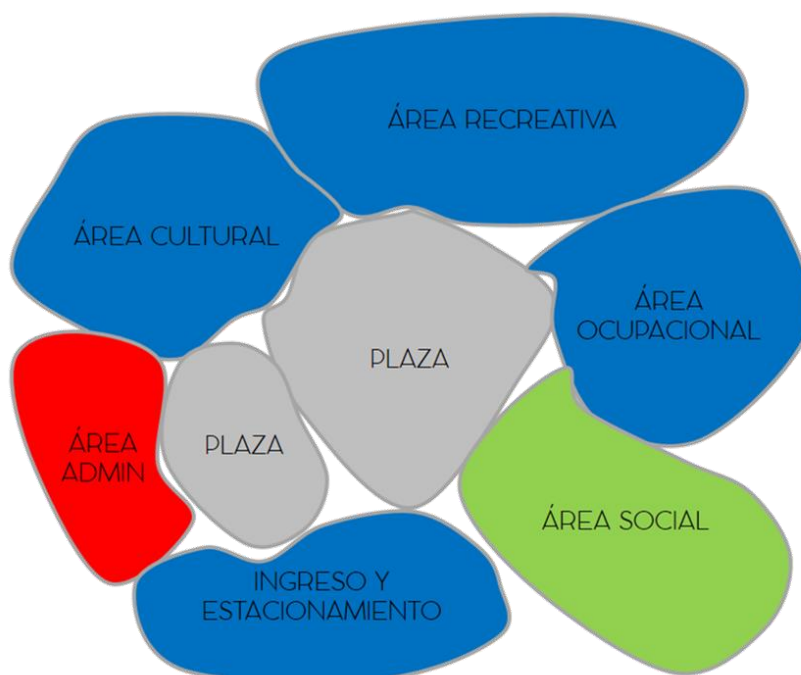 ÁREA RECREATIVA
ÁREA CULTURAL
ÁREA
OCUPACIONAL
PLAZA
PLAZA
ÁREA
ADMIN
ÁREA SOCIAL
INGRESO Y
ESTACIONAMIENTO